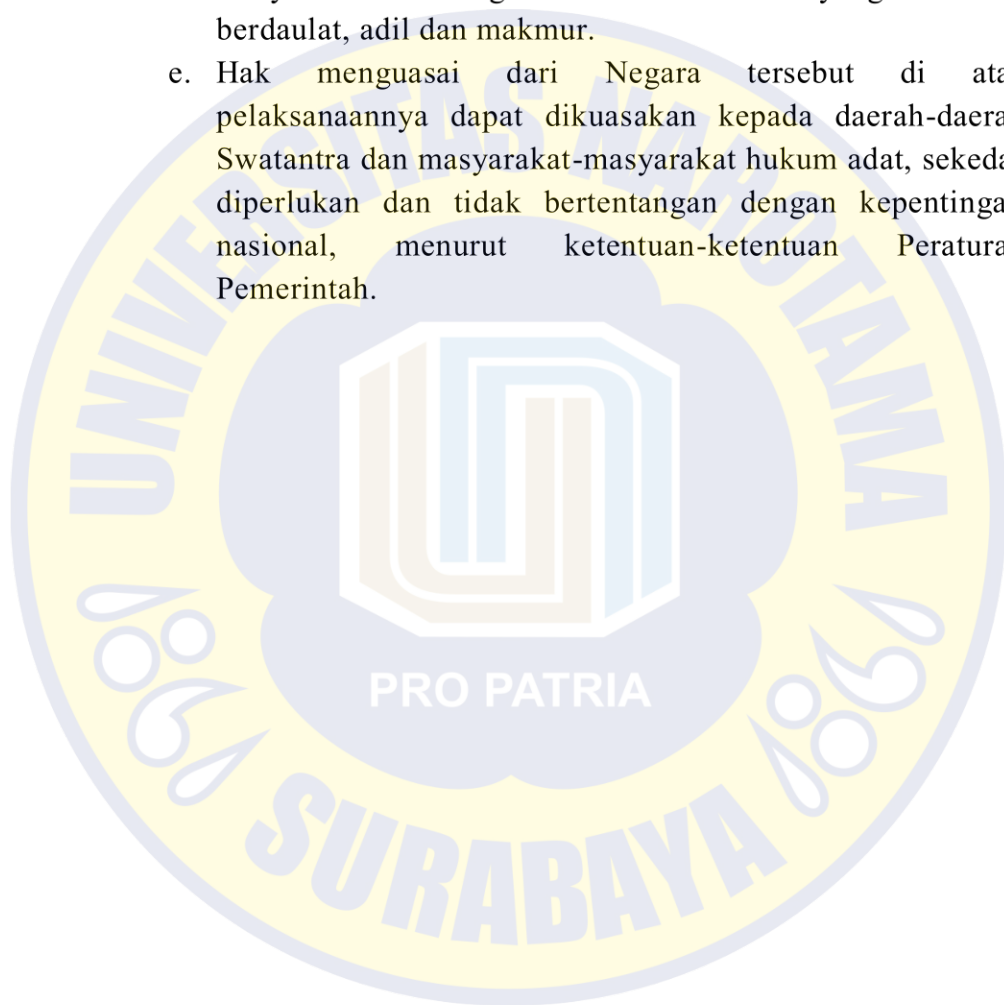 berdaulat, adil dan makmur.
e. Hak menguasai dari Negara tersebut di ata
pelaksanaannya dapat dikuasakan kepada daerah-daera
Swatantra dan masyarakat-masyarakat hukum adat, sekeda
diperlukan dan tidak bertentangan dengan kepentinga
nasional, menurut ketentuan-ketentuan Peratura
Pemerintah.
UNIVERSITAS NAROTAMA
PRO PATRIA
SURABAYA